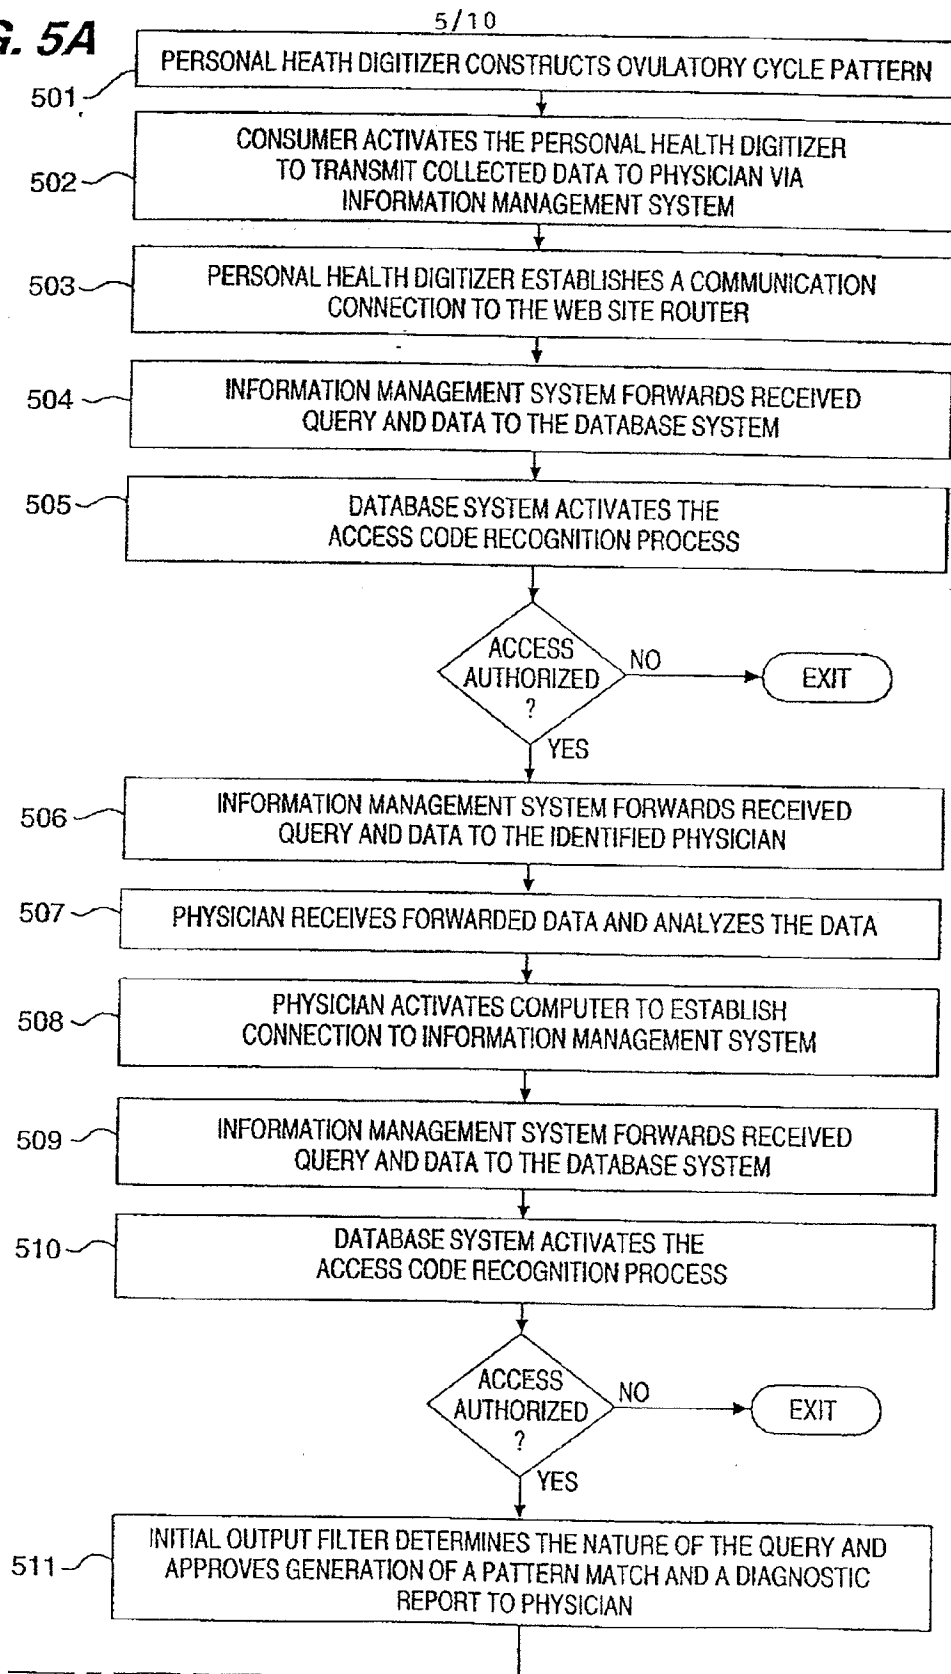 5/10
G. 5A
501
PERSONAL HEATH DIGITIZER CONSTRUCTS OVULATORY CYCLE PATTERN
502
CONSUMER ACTIVATES THE PERSONAL HEALTH DIGITIZER
TO TRANSMIT COLLECTED DATA TO PHYSICIAN VIA
INFORMATION MANAGEMENT SYSTEM
503
PERSONAL HEALTH DIGITIZER ESTABLISHES A COMMUNICATION
CONNECTION TO THE WEB SITE ROUTER
504
INFORMATION MANAGEMENT SYSTEM FORWARDS RECEIVED
QUERY AND DATA TO THE DATABASE SYSTEM
505
DATABASE SYSTEM ACTIVATES THE
ACCESS CODE RECOGNITION PROCESS
ACCESS
AUTHORIZED
?
NO
EXIT
YES
506
INFORMATION MANAGEMENT SYSTEM FORWARDS RECEIVED
QUERY AND DATA TO THE IDENTIFIED PHYSICIAN
507
PHYSICIAN RECEIVES FORWARDED DATA AND ANALYZES THE DATA
508
PHYSICIAN ACTIVATES COMPUTER TO ESTABLISH
CONNECTION TO INFORMATION MANAGEMENT SYSTEM
509
INFORMATION MANAGEMENT SYSTEM FORWARDS RECEIVED
QUERY AND DATA TO THE DATABASE SYSTEM
510
DATABASE SYSTEM ACTIVATES THE
ACCESS CODE RECOGNITION PROCESS
ACCESS
AUTHORIZED
?
NO
EXIT
YES
511
INITIAL OUTPUT FILTER DETERMINES THE NATURE OF THE QUERY AND
APPROVES GENERATION OF A PATTERN MATCH AND A DIAGNOSTIC
REPORT TO PHYSICIAN